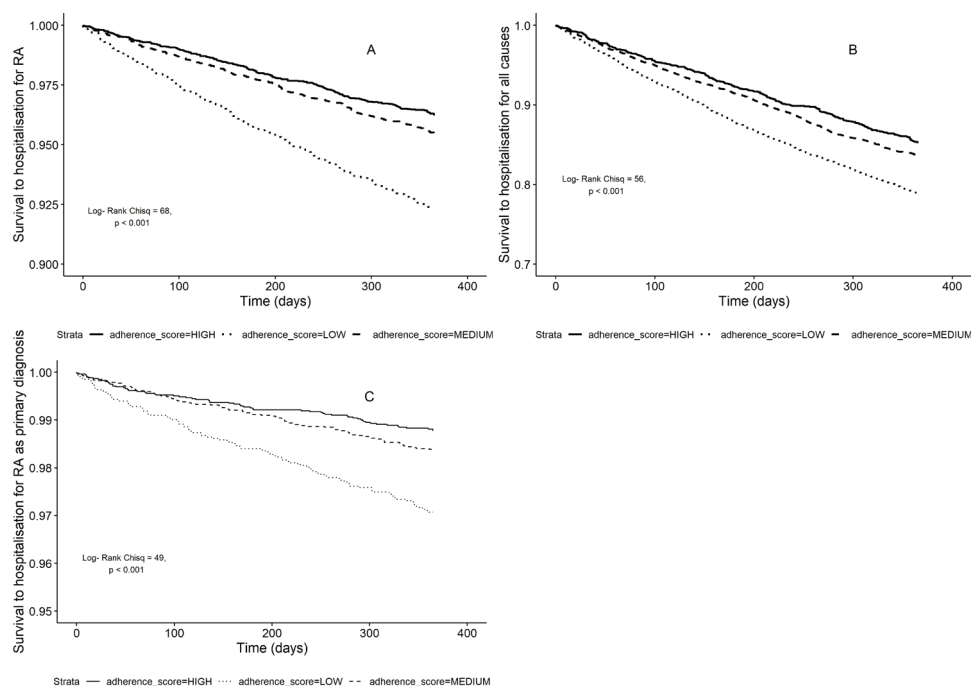 Survival to hospitalisation for RA
1.000
0.975
0.950
0.925
0.900
A
Log- Rank Chisq = 68,
p < 0.001
0 100 200 300 400
Time (days)
Strata adherence_score=HIGH adherence_score=LOW adherence_score=MEDIUM
Survival to hospitalisation for all causes
1.0
0.9
0.8
0.7
B
Log- Rank Chisq = 56,
p < 0.001
0 100 200 300 400
Time (days)
Strata adherence_score=HIGH adherence_score=LOW adherence_score=MEDIUM
Survival to hospitalisation for RA as primary diagnosis
1.00
0.99
0.98
0.97
0.96
0.95
C
Log- Rank Chisq = 49,
p < 0.001
0 100 200 300 400
Time (days)
Strata adherence_score=HIGH adherence_score=LOW adherence_score=MEDIUM